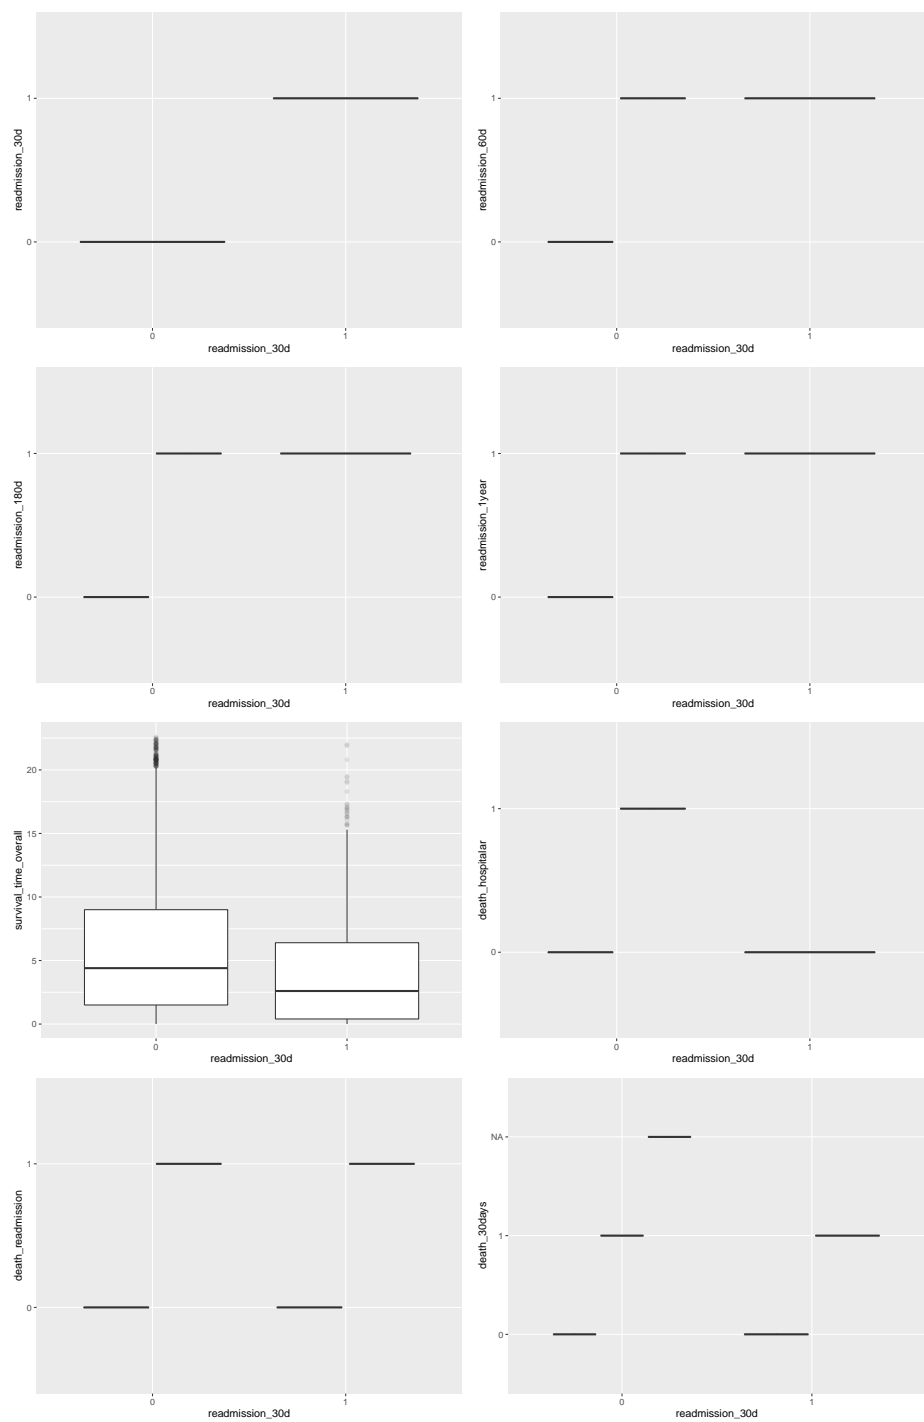 1
0
readmission_30d
0 1
readmission_30d
1
0
readmission_60d
0 1
readmission_30d
1
0
readmission_180d
0 1
readmission_30d
1
0
readmission_1year
0 1
readmission_30d
20
15
10
5
0
survival_time_overall
0 1
readmission_30d
1
0
death_hospitalar
0 1
readmission_30d
1
0
death_readmission
0 1
readmission_30d
NA
1
0
death_30days
0 1
readmission_30d